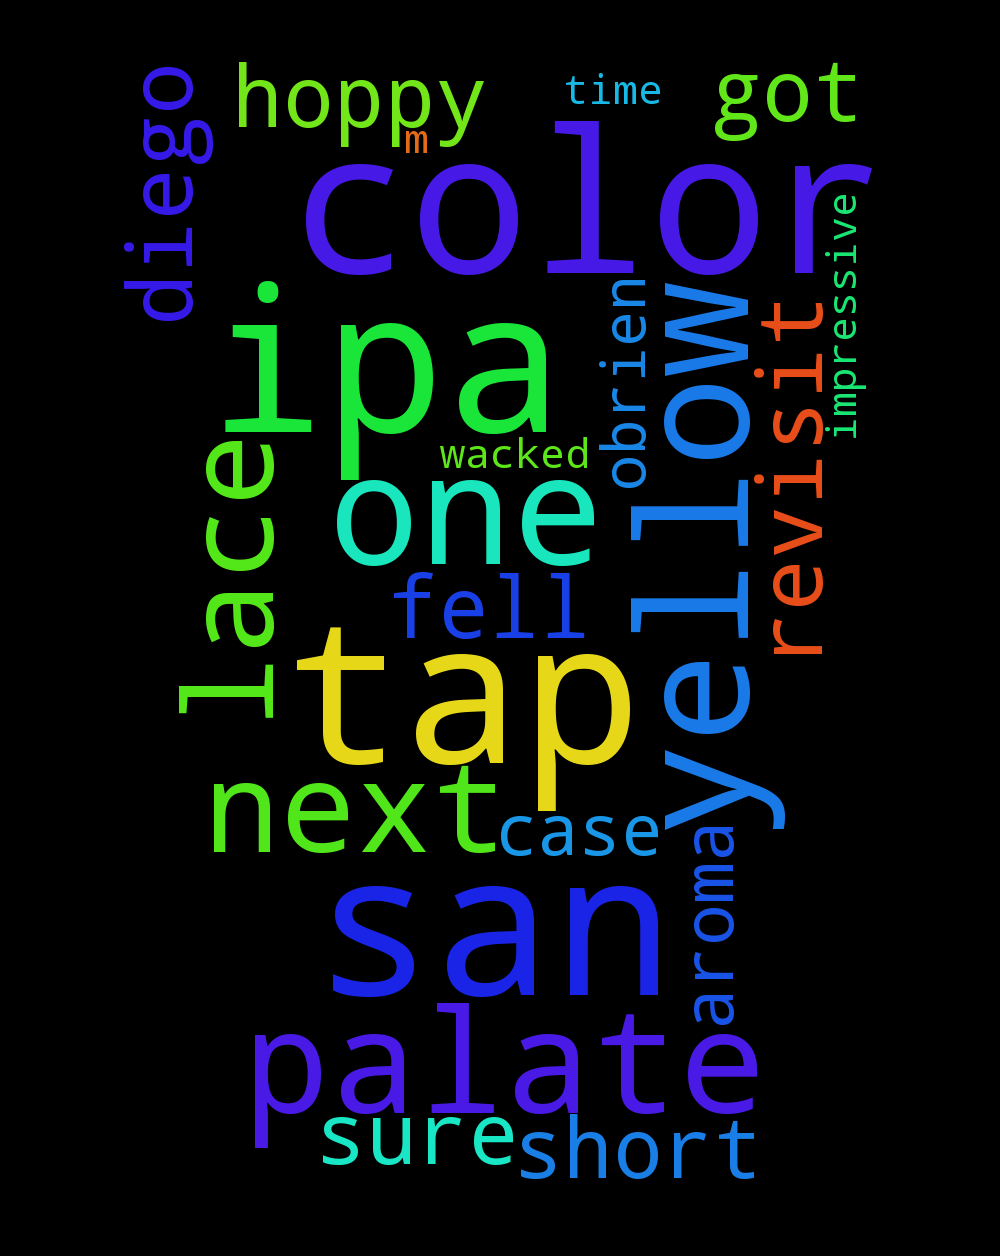 hoppy
time
got
m
diego
color
impressive
ipa
obrien
yellow
revisit
lace
wacked
one
fell
tap
next
case
san
aroma
palate
sure
short